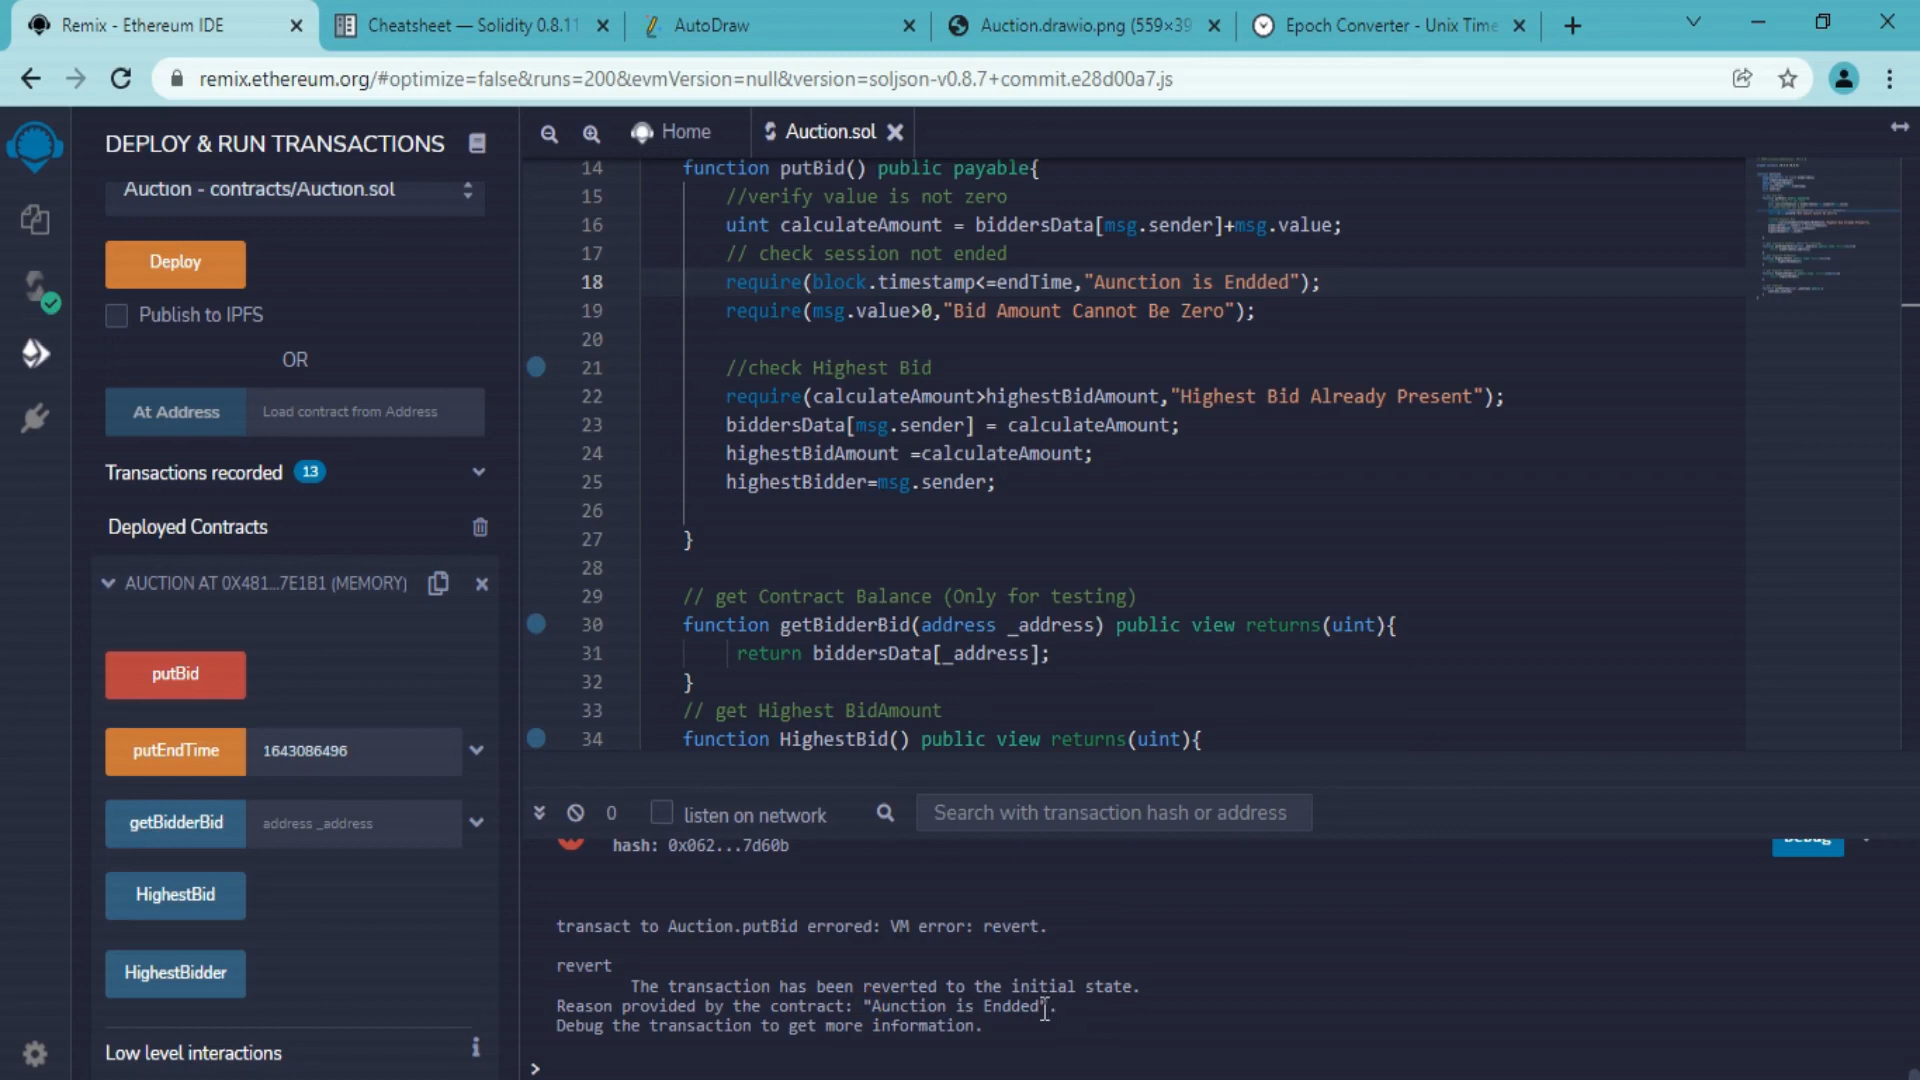 Remix - Ethereum IDE
Cheatsheet — Solidity 0.8.11
AutoDraw
Auction.drawio.png (559×39
Epoch Converter - Unix Time
remix.ethereum.org/#optimize=false&runs=200&evmVersion=null&version=soljson-v0.8.7+commit.e28d00a7.js
DEPLOY & RUN TRANSACTIONS
Auction - contracts/Auction.sol
Deploy
Publish to IPFS
OR
At Address
Load contract from Address
Transactions recorded 13
Deployed Contracts
AUCTION AT 0X481...7E1B1 (MEMORY)
putBid
putEndTime 1643086496
getBidderBid address _address
HighestBid
HighestBidder
Low level interactions
Home
Auction.sol
14 function putBid() public payable{
15 //verify value is not zero
16 uint calculateAmount = biddersData[msg.sender]+msg.value;
17 // check session not ended
18 require(block.timestamp<=endTime,"Aunction is Endded");
19 require(msg.value>0,"Bid Amount Cannot Be Zero");
20
21 //check Highest Bid
22 require(calculateAmount>highestBidAmount,"Highest Bid Already Present");
23 biddersData[msg.sender] = calculateAmount;
24 highestBidAmount =calculateAmount;
25 highestBidder=msg.sender;
26
27 }
28
29 // get Contract Balance (Only for testing)
30 function getBidderBid(address _address) public view returns(uint){
31 return biddersData[_address];
32 }
33 // get Highest BidAmount
34 function HighestBid() public view returns(uint){
0 listen on network Search with transaction hash or address
hash: 0x062...7d60b
Debug
transact to Auction.putBid errored: VM error: revert.
revert
The transaction has been reverted to the initial state.
Reason provided by the contract: "Aunction is Endded".
Debug the transaction to get more information.
>